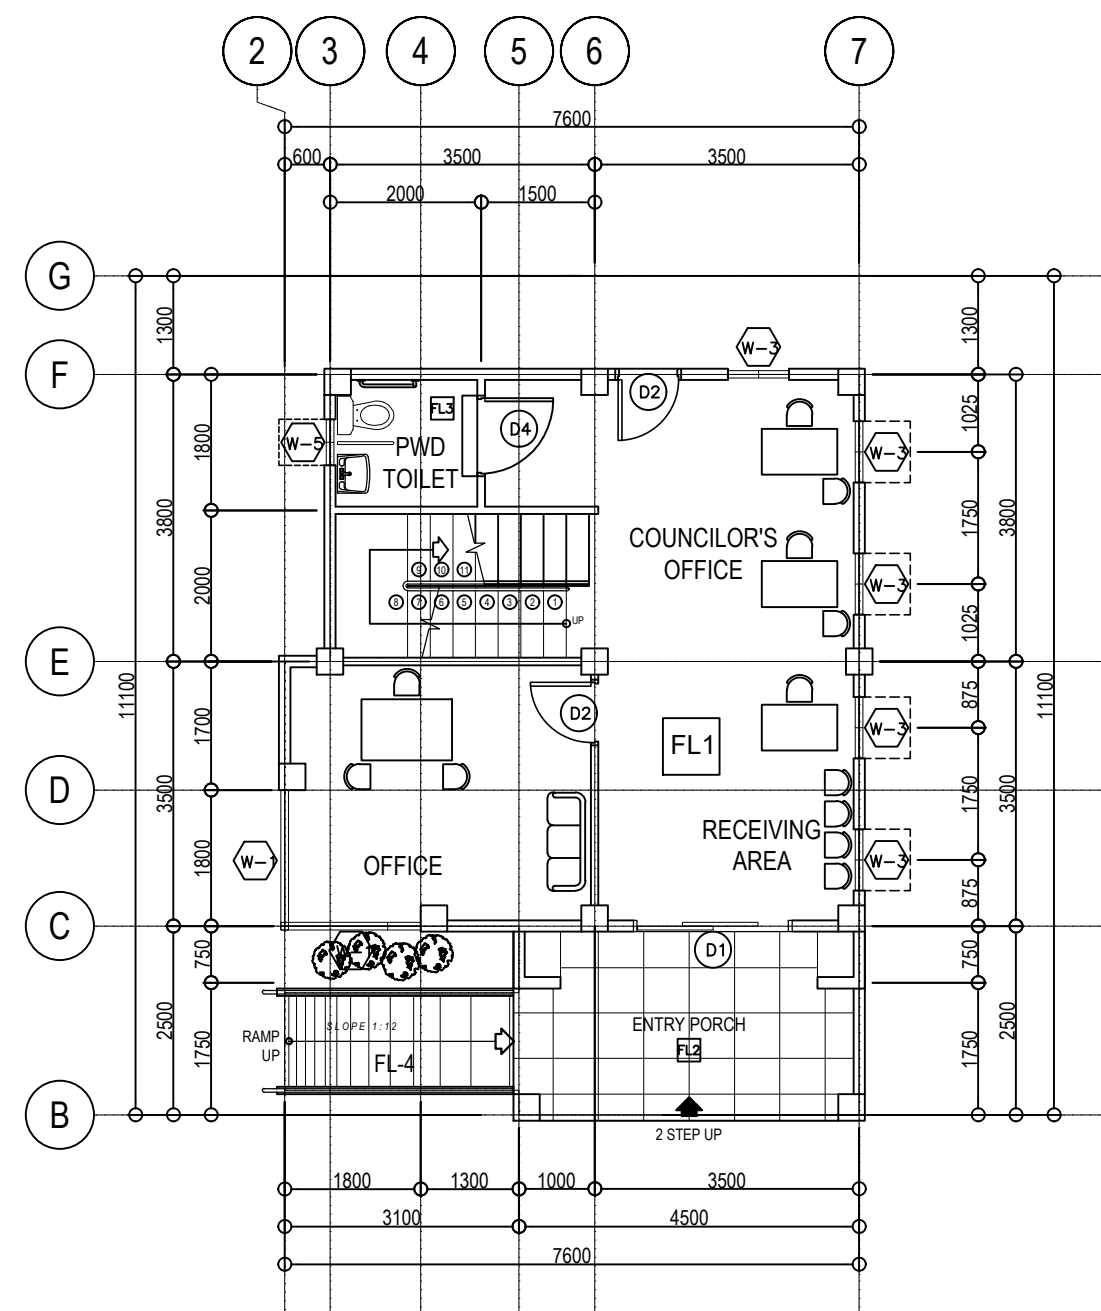 2 3 4 5 6 7
7600
600 3500 3500
2000 1500
G
1300 1300
F
W-3
D2
1025
FL3
D4
1800
W-5
W-3
PWD
TOILET
3800 1750 3800
COUNCILOR'S
OFFICE
9 10 11
2000
W-3
8 7 6 5 4 3 2 1
UP
1025
E
11100 11100
875
1700
D2
FL1
W-3
D
3500 1750 3500
RECEIVING
AREA
1800
W-1
OFFICE
W-3
875
C
750 750
D1
2500 2500
SLOPE 1:12
ENTRY PORCH
RAMP
UP
FL2
FL-4
1750 1750
B
2 STEP UP
1800 1300 1000 3500
3100 4500
7600